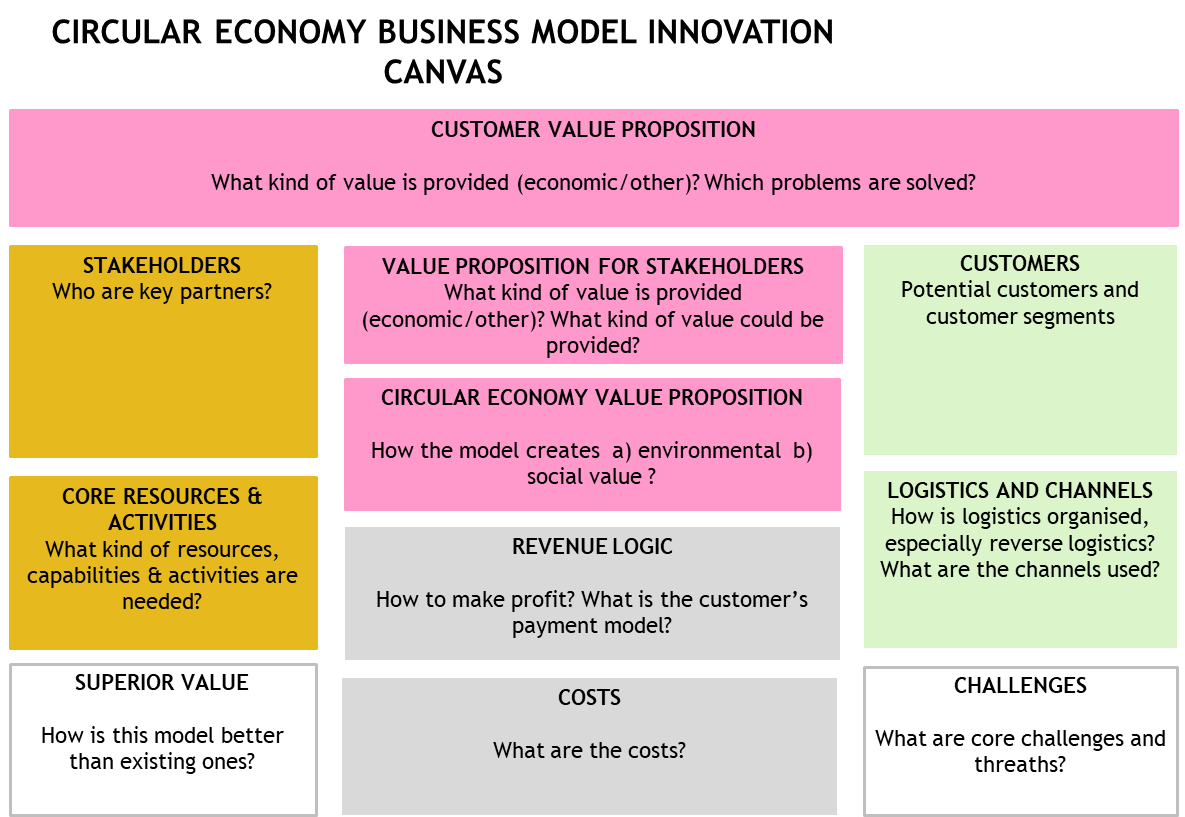 CIRCULAR ECONOMY BUSINESS MODEL INNOVATION
CANVAS
CUSTOMER VALUE PROPOSITION
What kind of value is provided (economic/other)? Which problems are solved?
STAKEHOLDERS
Who are key partners?
VALUE PROPOSITION FOR STAKEHOLDERS
What kind of value is provided
(economic/other)? What kind of value could be
provided?
CUSTOMERS
Potential customers and
customer segments
CIRCULAR ECONOMY VALUE PROPOSITION
How the model creates a) environmental b)
social value ?
CORE RESOURCES &
ACTIVITIES
What kind of resources,
capabilities & activities are
needed?
LOGISTICS AND CHANNELS
How is logistics organised,
especially reverse logistics?
What are the channels used?
REVENUE LOGIC
How to make profit? What is the customer’s
payment model?
SUPERIOR VALUE
How is this model better
than existing ones?
COSTS
What are the costs?
CHALLENGES
What are core challenges and
threaths?